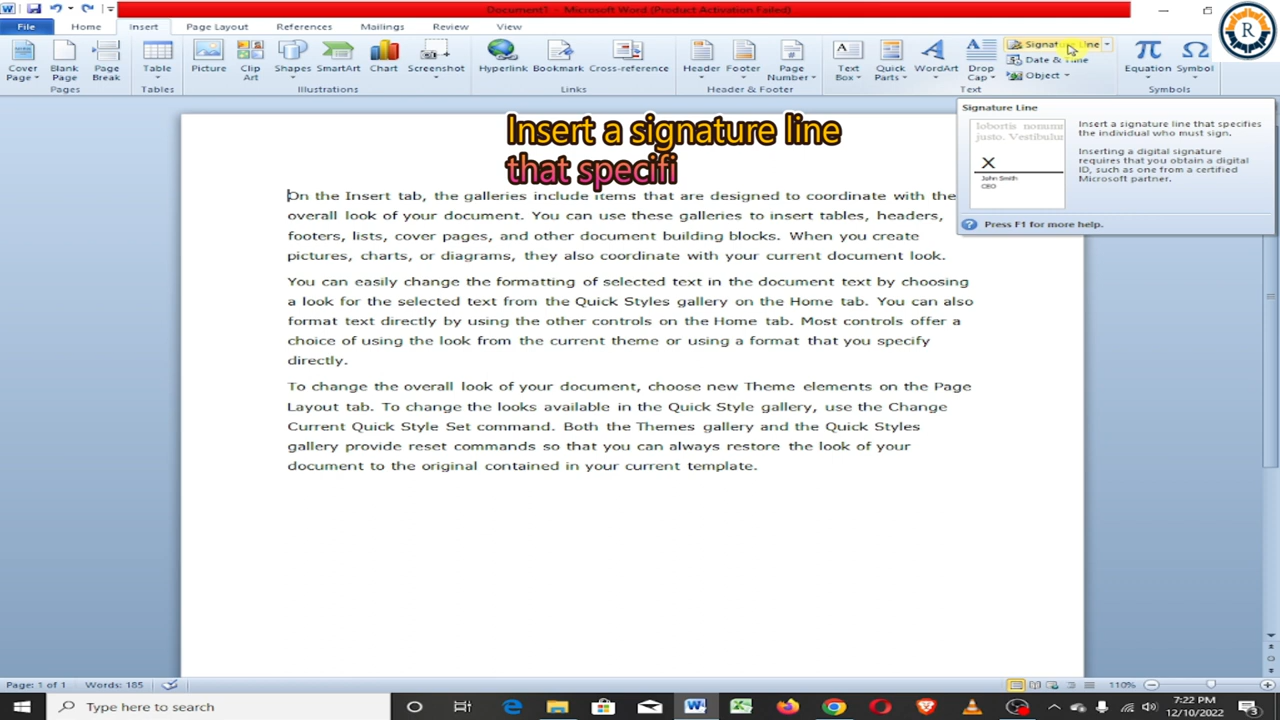 Document1 - Microsoft Word (Product Activation Failed)
File Home Insert Page Layout References Mailings Review View
Cover Page
Blank Page
Page Break
Pages
Table
Tables
Picture
Clip Art
Shapes
SmartArt
Chart
Screenshot
Illustrations
Hyperlink
Bookmark
Cross-reference
Links
Header
Footer
Page Number
Header & Footer
Text Box
Quick Parts
WordArt
Drop Cap
Signature Line
Date & Time
Object
Text
Equation
Symbol
Symbols
R
Signature Line
lobortis nonumm
justo. Vestibulum
X
John Smith
CEO
Insert a signature line that specifies
the individual who must sign.
Inserting a digital signature
requires that you obtain a digital
ID, such as one from a certified
Microsoft partner.
Press F1 for more help.
Insert a signature line
that specifi
On the Insert tab, the galleries include items that are designed to coordinate with the
overall look of your document. You can use these galleries to insert tables, headers,
footers, lists, cover pages, and other document building blocks. When you create
pictures, charts, or diagrams, they also coordinate with your current document look.
You can easily change the formatting of selected text in the document text by choosing
a look for the selected text from the Quick Styles gallery on the Home tab. You can also
format text directly by using the other controls on the Home tab. Most controls offer a
choice of using the look from the current theme or using a format that you specify
directly.
To change the overall look of your document, choose new Theme elements on the Page
Layout tab. To change the looks available in the Quick Style gallery, use the Change
Current Quick Style Set command. Both the Themes gallery and the Quick Styles
gallery provide reset commands so that you can always restore the look of your
document to the original contained in your current template.
Page: 1 of 1 Words: 185
110%
Type here to search
7:22 PM
12/10/2022
3